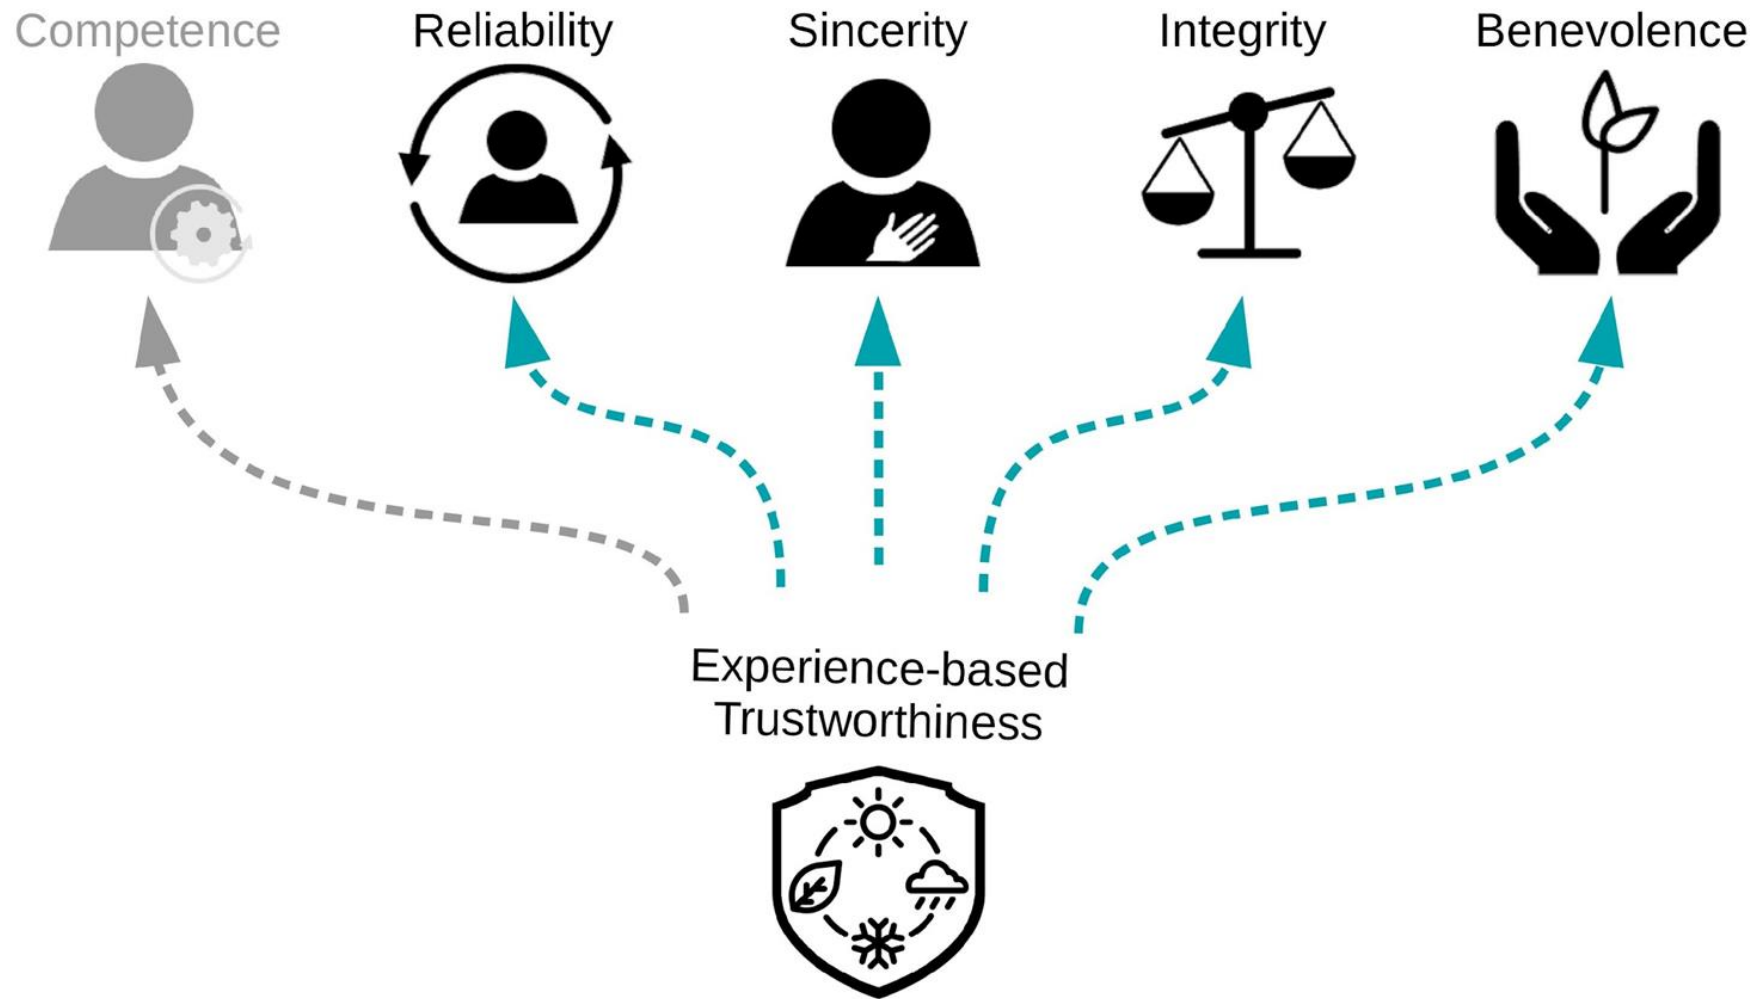 Competence
Reliability
Sincerity
Integrity
Benevolence
Experience-based
Trustworthiness